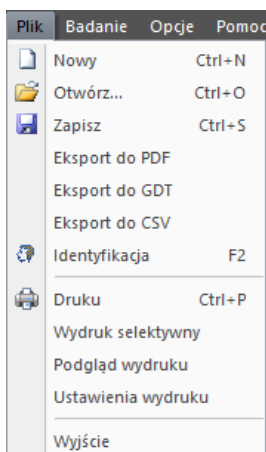 Plik Badanie Opcje Pomoc
Nowy Ctrl+N
Otwórz... Ctrl+O
Zapisz Ctrl+S
Eksport do PDF
Eksport do GDT
Eksport do CSV
Identyfikacja F2
Druku Ctrl+P
Wydruk selektywny
Podgląd wydruku
Ustawienia wydruku
Wyjście